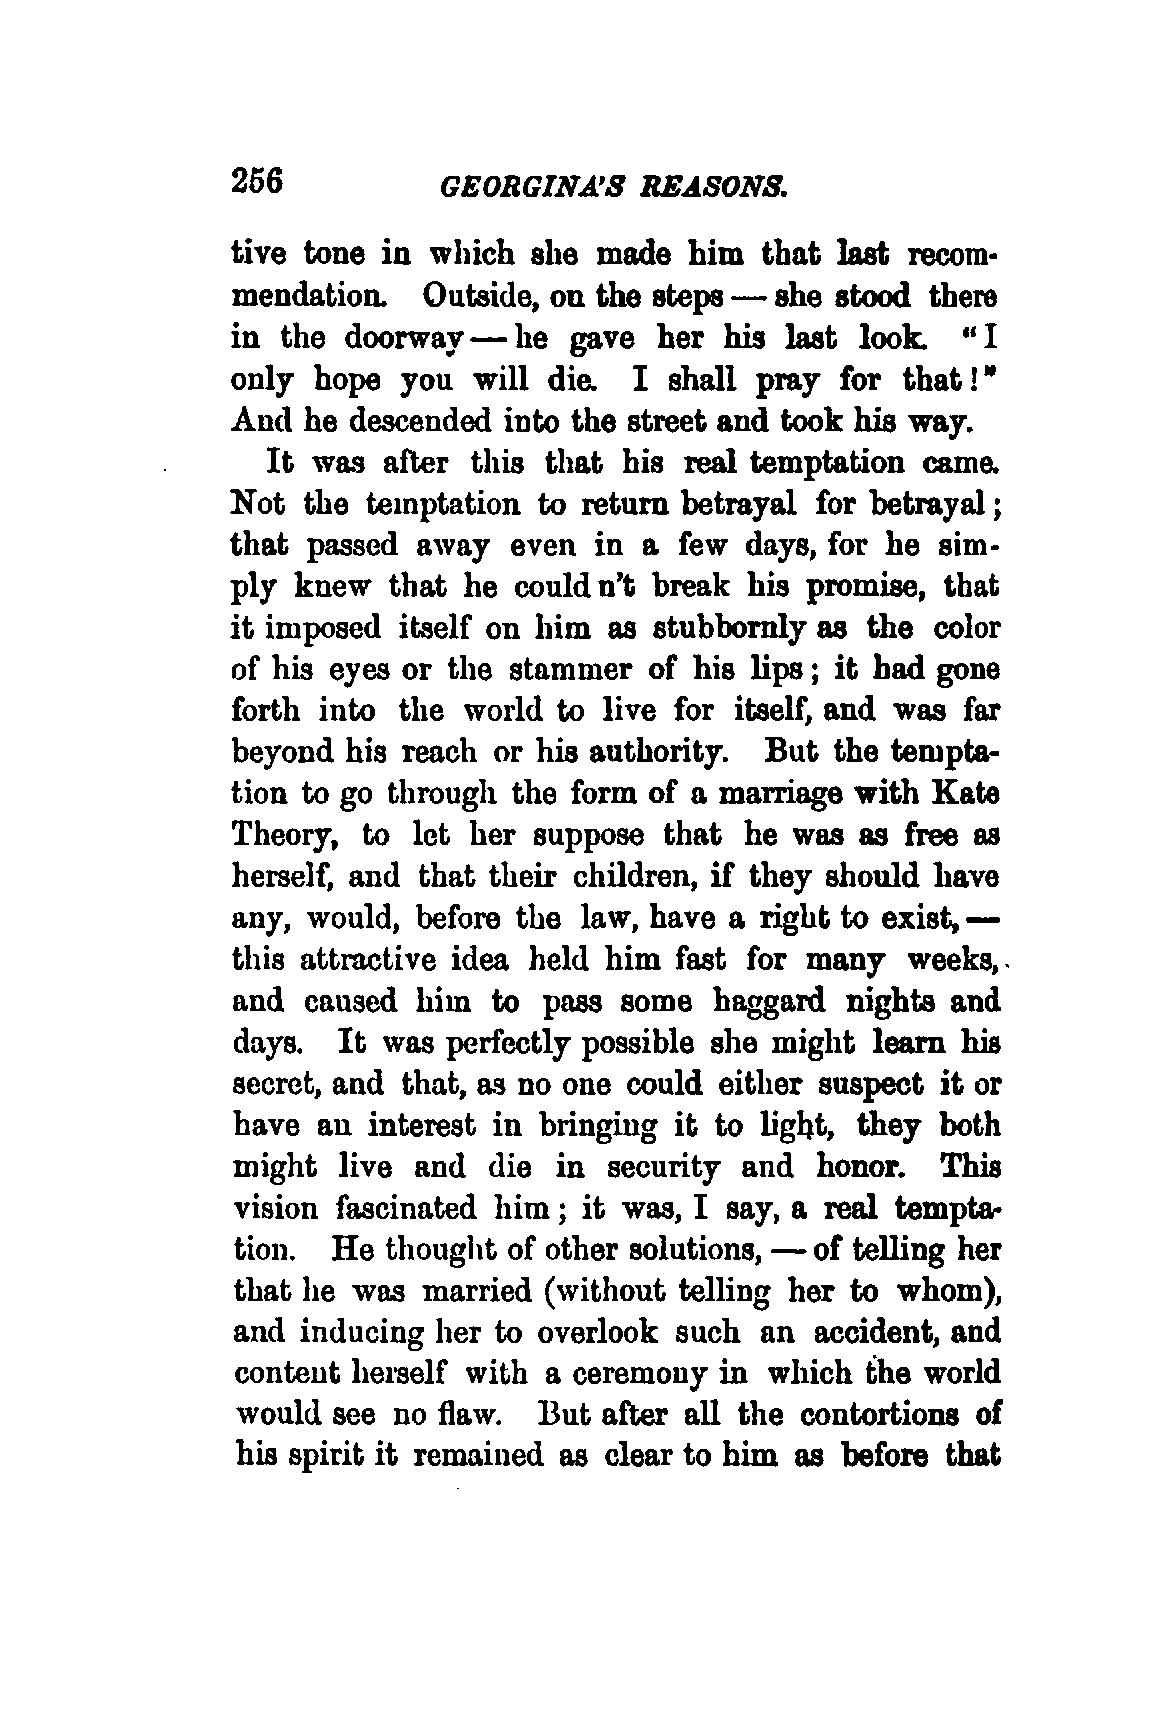 256 GEORGINA'S REASONS.
tive tone in which she made him that last recom-
mendation. Outside, on the steps — she stood there
in the doorway — he gave her his last look. "I
only hope you will die. I shall pray for that!"
And he descended into the street and took his way.
It was after this that his real temptation came.
Not the temptation to return betrayal for betrayal;
that passed away even in a few days, for he sim-
ply knew that he could n't break his promise, that
it imposed itself on him as stubbornly as the color
of his eyes or the stammer of his lips; it had gone
forth into the world to live for itself, and was far
beyond his reach or his authority. But the tempta-
tion to go through the form of a marriage with Kate
Theory, to let her suppose that he was as free as
herself, and that their children, if they should have
any, would, before the law, have a right to exist, —
this attractive idea held him fast for many weeks,
and caused him to pass some haggard nights and
days. It was perfectly possible she might learn his
secret, and that, as no one could either suspect it or
have an interest in bringing it to light, they both
might live and die in security and honor. This
vision fascinated him; it was, I say, a real tempta-
tion. He thought of other solutions, — of telling her
that he was married (without telling her to whom),
and inducing her to overlook such an accident, and
content herself with a ceremony in which the world
would see no flaw. But after all the contortions of
his spirit it remained as clear to him as before that